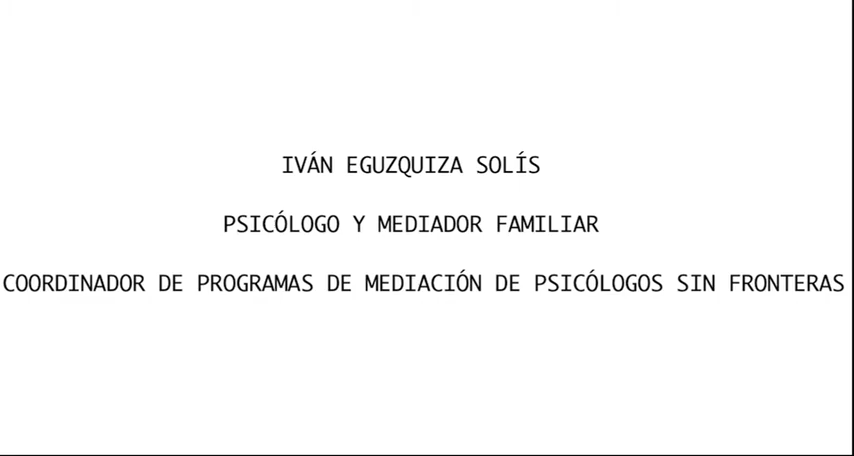 IVÁN EGUZQUIZA SOLÍS
PSICÓLOGO Y MEDIADOR FAMILIAR
COORDINADOR DE PROGRAMAS DE MEDIACIÓN DE PSICÓLOGOS SIN FRONTERAS